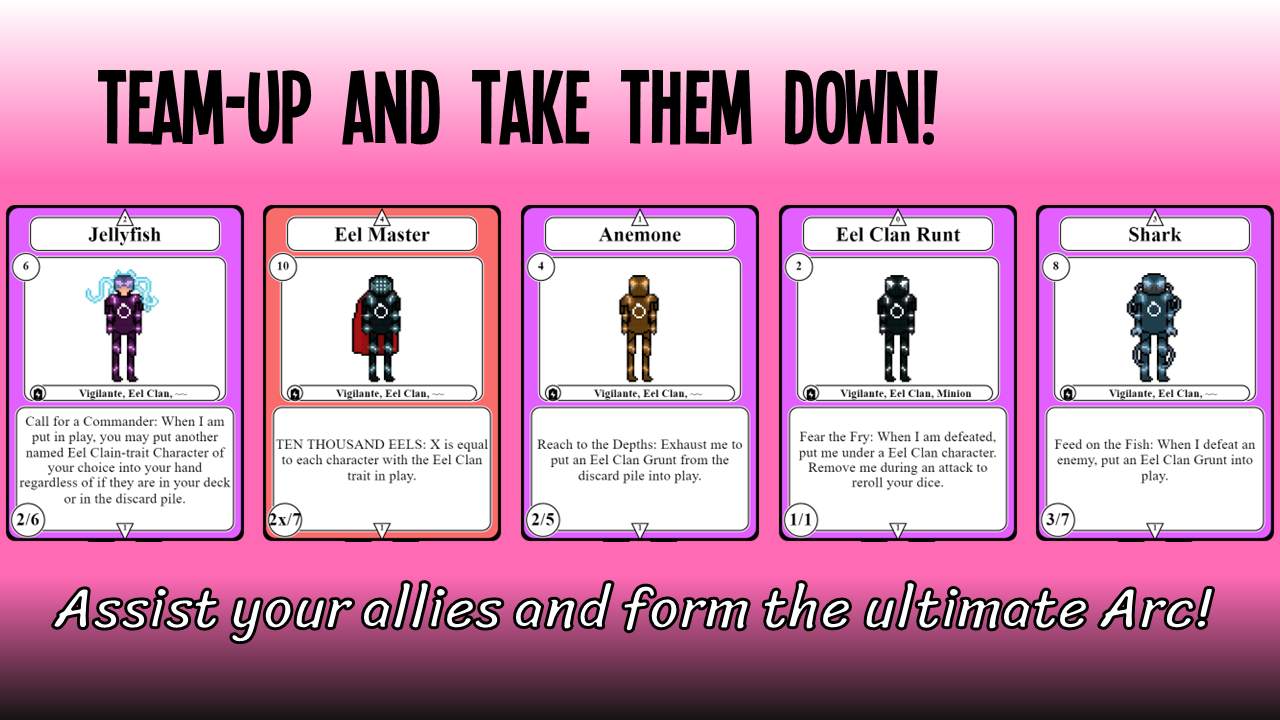 TEAM-UP AND TAKE THEM DOWN!
2
Jellyfish
6
Vigilante, Eel Clan, ~~
Call for a Commander: When I am
put in play, you may put another
named Eel Clain-trait Character of
your choice into your hand
regardless of if they are in your deck
or in the discard pile.
2/6
1
4
Eel Master
10
Vigilante, Eel Clan, ~~
TEN THOUSAND EELS: X is equal
to each character with the Eel Clan
trait in play.
2x/7
1
1
Anemone
4
Vigilante, Eel Clan, ~~
Reach to the Depths: Exhaust me to
put an Eel Clan Grunt from the
discard pile into play.
2/5
1
0
Eel Clan Runt
2
Vigilante, Eel Clan, Minion
Fear the Fry: When I am defeated,
put me under a Eel Clan character.
Remove me during an attack to
reroll your dice.
1/1
1
3
Shark
8
Vigilante, Eel Clan, ~~
Feed on the Fish: When I defeat an
enemy, put an Eel Clan Grunt into
play.
3/7
1
Assist your allies and form the ultimate Arc!